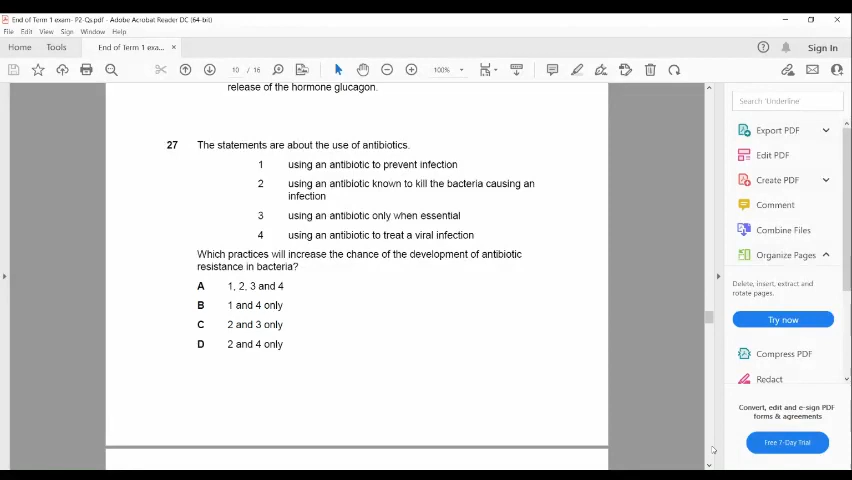 End of Term 1 exam- P2-Qs.pdf - Adobe Acrobat Reader DC (64-bit)
File Edit View Sign Window Help
Home Tools End of Term 1 exa... ×
Sign In
10 / 16
100%
release of the hormone glucagon.
27 The statements are about the use of antibiotics.
1 using an antibiotic to prevent infection
2 using an antibiotic known to kill the bacteria causing an
infection
3 using an antibiotic only when essential
4 using an antibiotic to treat a viral infection
Which practices will increase the chance of the development of antibiotic
resistance in bacteria?
A 1, 2, 3 and 4
B 1 and 4 only
C 2 and 3 only
D 2 and 4 only
Search 'Underline
Export PDF
Edit PDF
Create PDF
Comment
Combine Files
Organize Pages
Delete, insert, extract and
rotate pages.
Try now
Compress PDF
Redact
Convert, edit and e-sign PDF
forms & agreements
Free 7-Day Trial